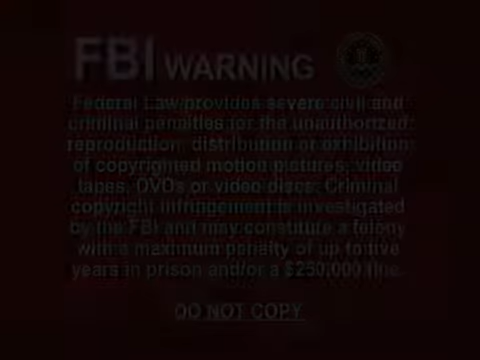 FBI WARNING
Federal Law provides severe civil and
criminal penalties for the unauthorized
reproduction, distribution or exhibition
of copyrighted motion pictures, video
tapes, DVDs or video discs. Criminal
copyright infringement is investigated
by the FBI and may constitute a felony
with a maximum penalty of up to five
years in prison and/or a $250,000 fine.
DO NOT COPY